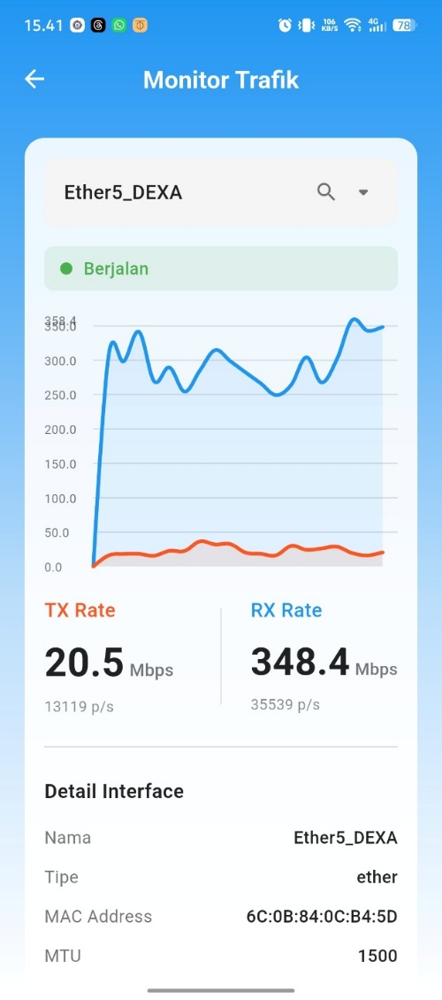 15.41
106
KB/S
4G
78
Monitor Trafik
Ether5_DEXA
Berjalan
358.4
350.0
300.0
250.0
200.0
150.0
100.0
50.0
0.0
TX Rate
RX Rate
20.5 Mbps
348.4 Mbps
13119 p/s
35539 p/s
Detail Interface
Nama Ether5_DEXA
Tipe ether
MAC Address 6C:0B:84:0C:B4:5D
MTU 1500